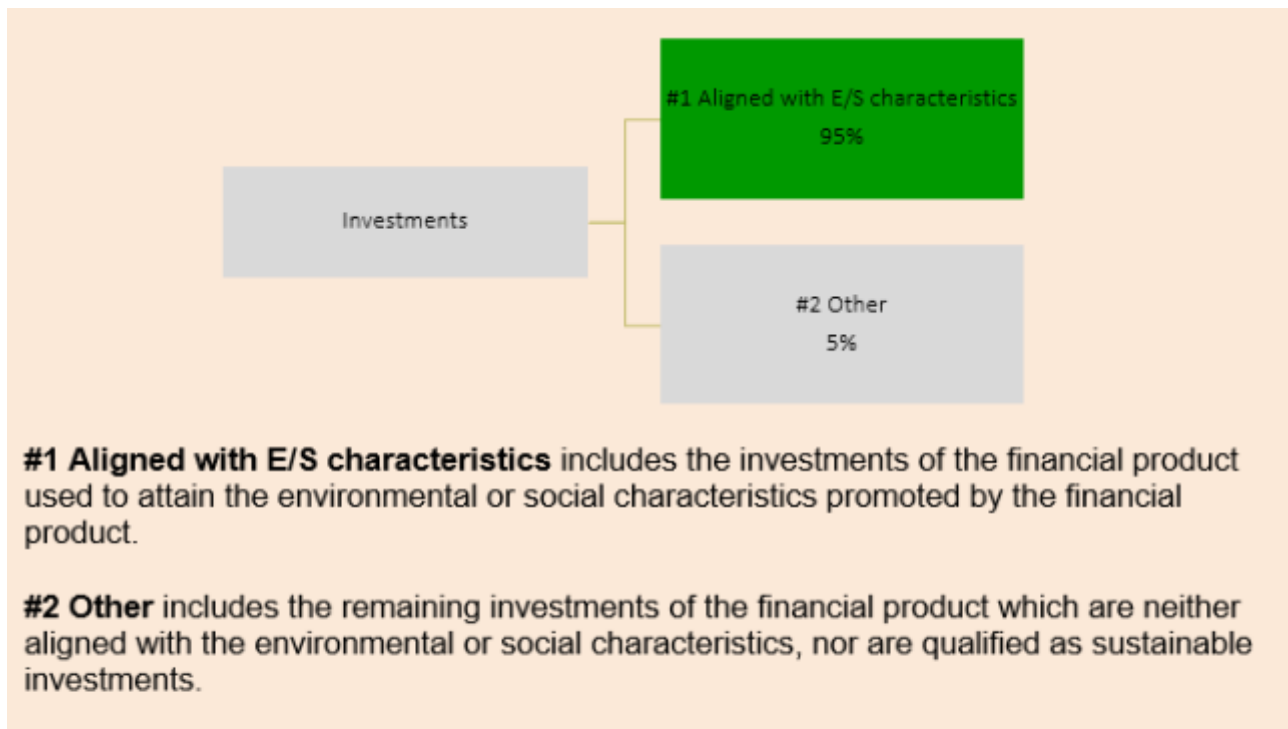 #1 Aligned with E/S characteristics
95%
Investments
#2 Other
5%
#1 Aligned with E/S characteristics includes the investments of the financial product
used to attain the environmental or social characteristics promoted by the financial
product.
#2 Other includes the remaining investments of the financial product which are neither
aligned with the environmental or social characteristics, nor are qualified as sustainable
investments.